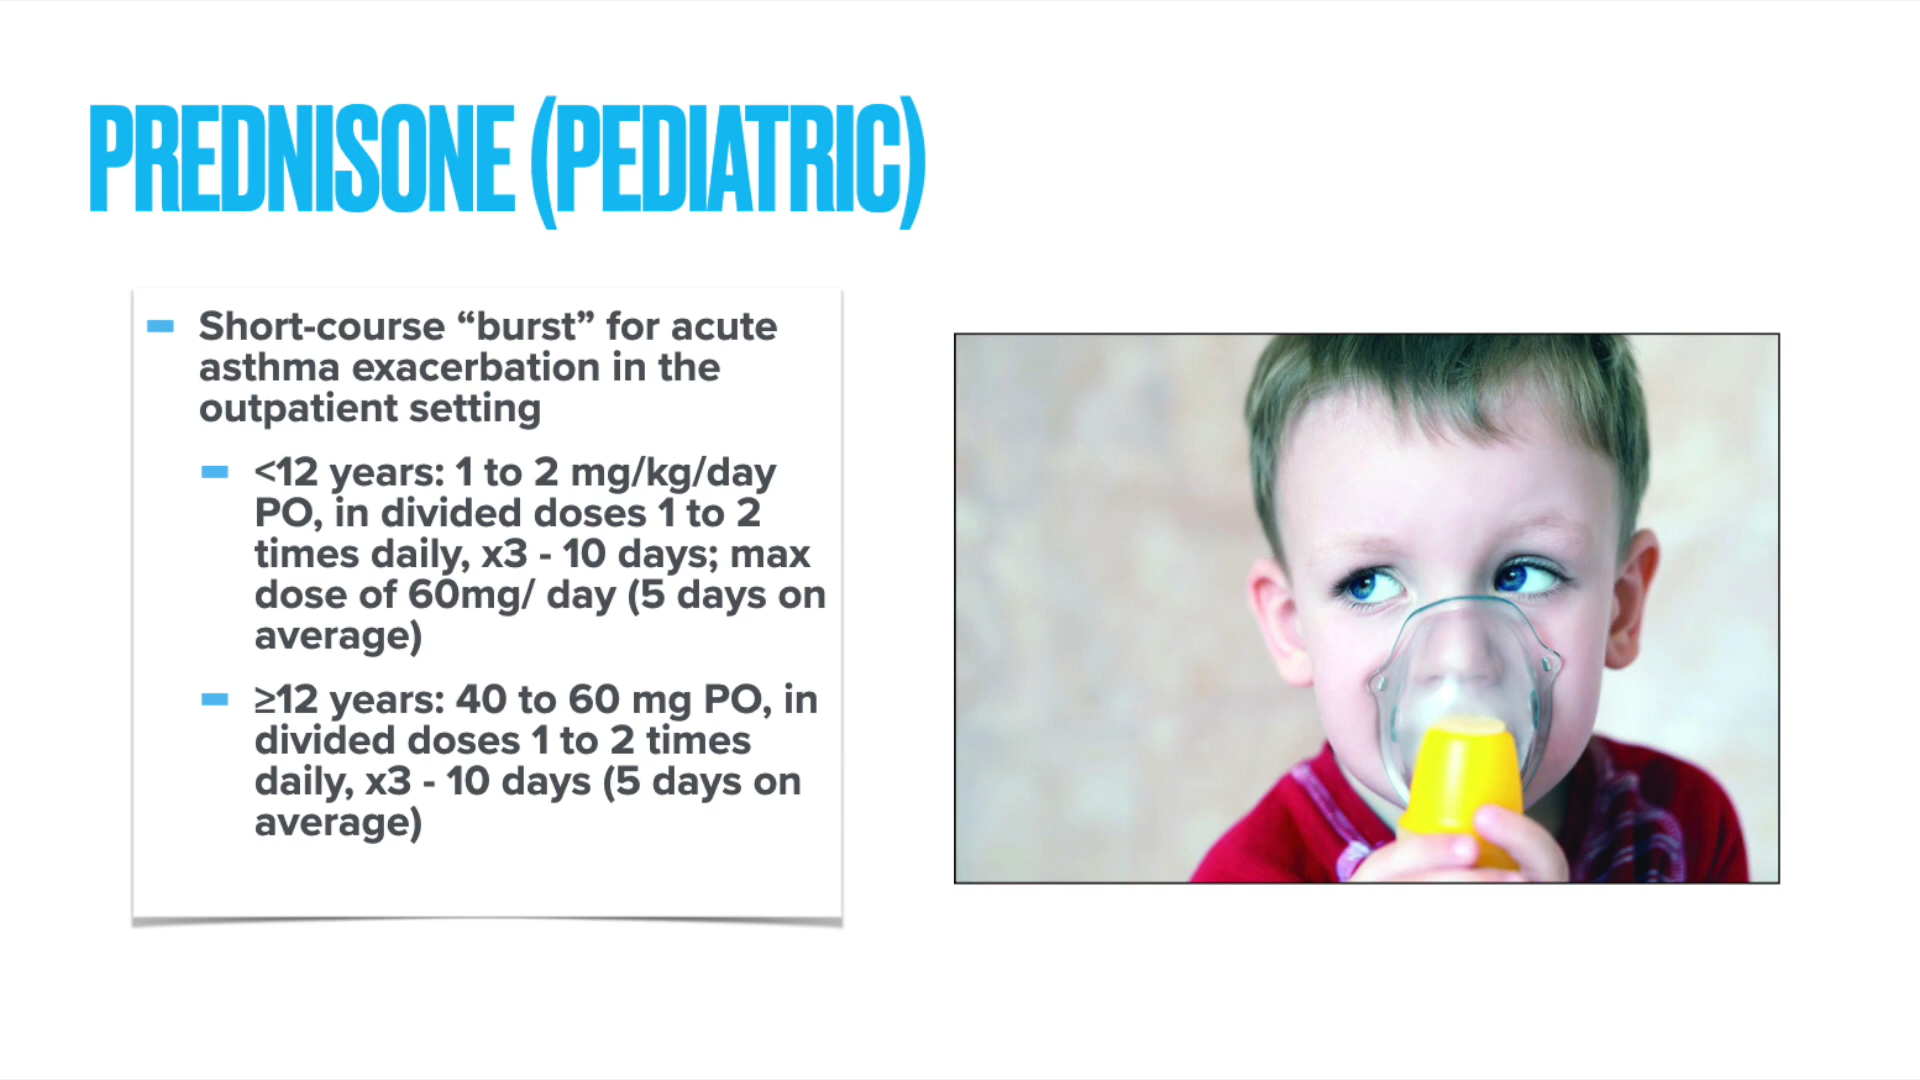 PREDNISONE (PEDIATRIC)
Short-course “burst” for acute
asthma exacerbation in the
outpatient setting
<12 years: 1 to 2 mg/kg/day
PO, in divided doses 1 to 2
times daily, x3 - 10 days; max
dose of 60mg/ day (5 days on
average)
≥12 years: 40 to 60 mg PO, in
divided doses 1 to 2 times
daily, x3 - 10 days (5 days on
average)